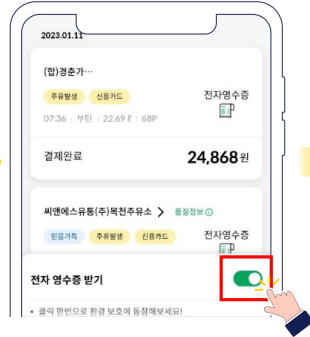 2023.01.11
(합)경춘가…
주유발생 신용카드 전자영수증
07:36 | 부탄 | 22.69 ℓ | 68P
결제완료 24,868 원
씨앤에스유통(주)목천주유소 > 품질정보
믿음가득 주유발생 신용카드 전자영수증
전자 영수증 받기
• 클릭 한번으로 환경 보호에 동참해보세요!